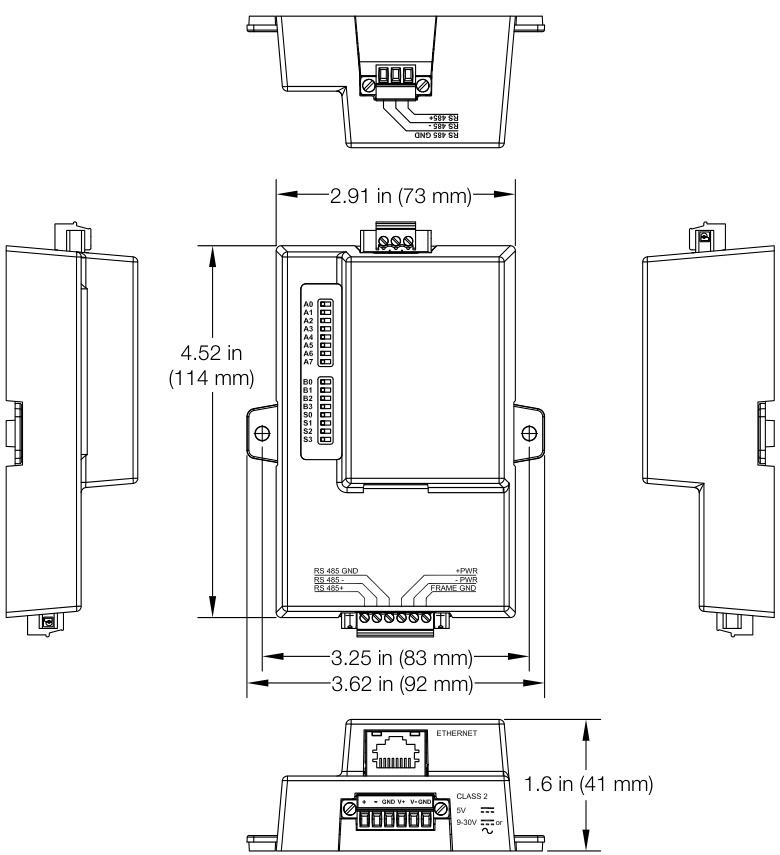 RS 485+
RS 485 -
RS 485 GND
2.91 in (73 mm)
4.52 in
(114 mm)
A0
A1
A2
A3
A4
A5
A6
A7
B0
B1
B2
B3
S0
S1
S2
S3
RS 485 GND
RS 485 -
RS 485+
+PWR
- PWR
FRAME GND
3.25 in (83 mm)
3.62 in (92 mm)
ETHERNET
1.6 in (41 mm)
+ - GND V+ V- GND
CLASS 2
5V
9-30V or